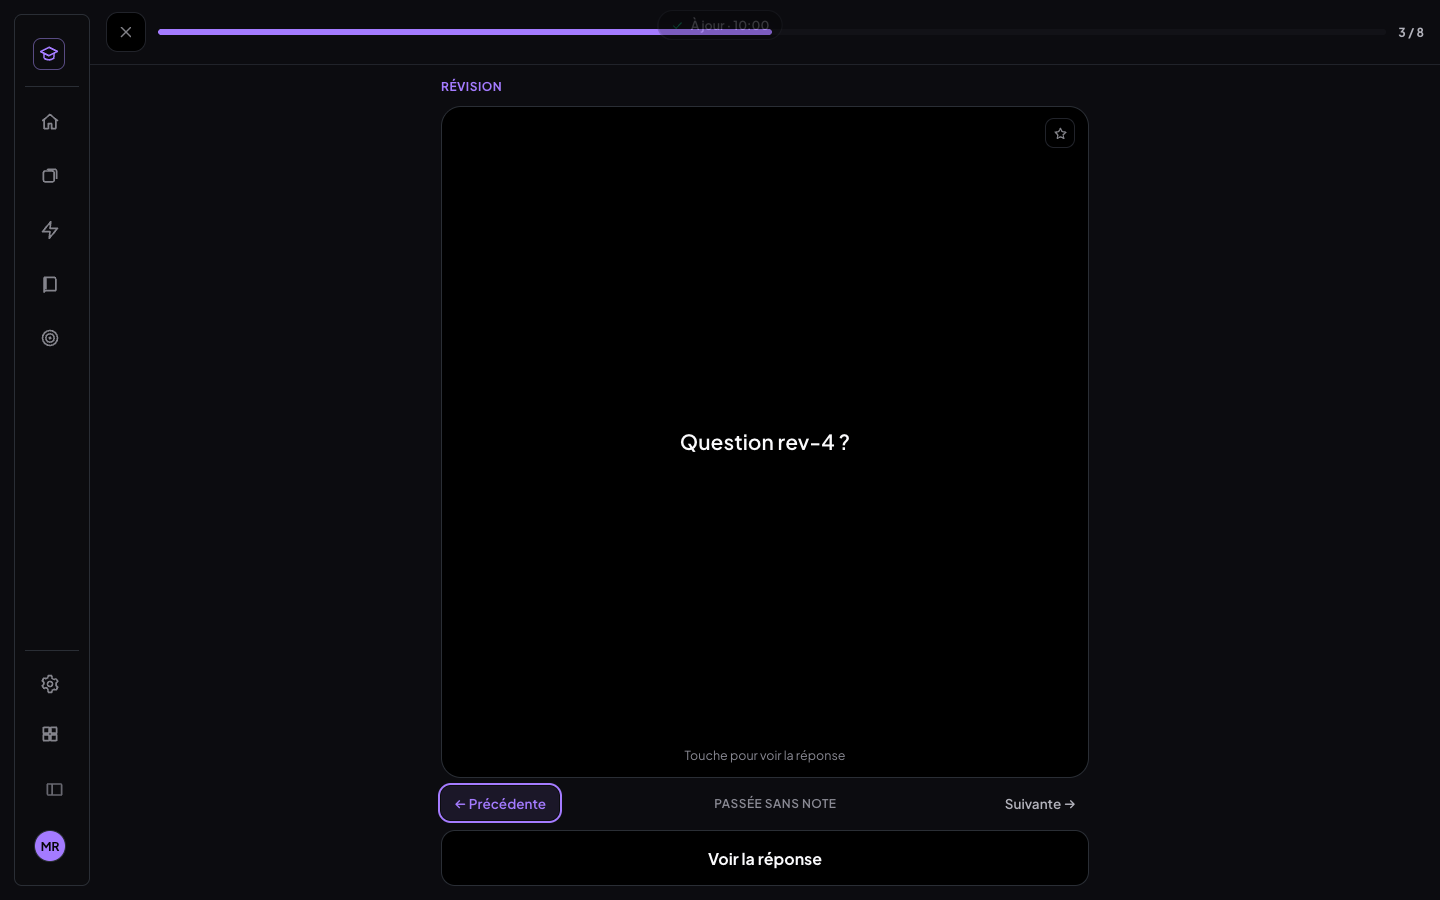 À jour · 10:00
3 / 8
RÉVISION
Question rev-4 ?
Touche pour voir la réponse
← Précédente
PASSÉE SANS NOTE
Suivante →
Voir la réponse
MR